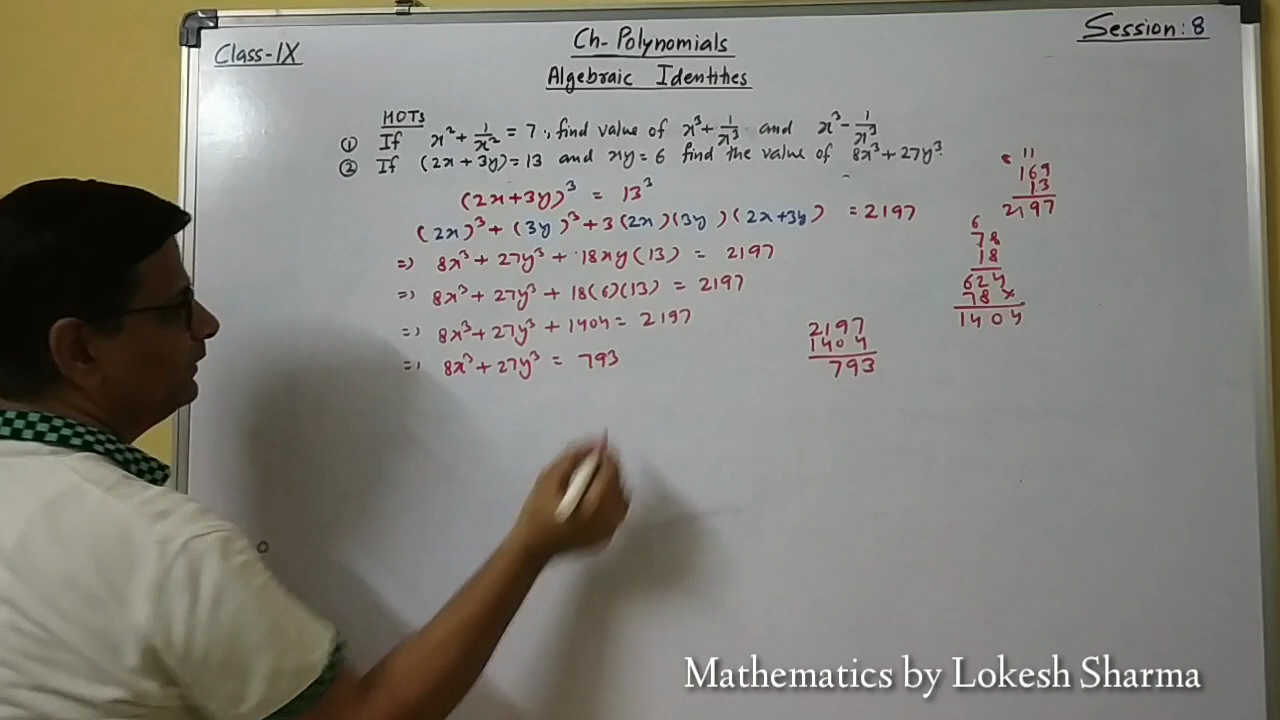 Class-IX
Ch- Polynomials
Session: 8
Algebraic Identities
HOTS
① If x² + 1/x² = 7, find value of x³ + 1/x³ and x³ - 1/x³
② If (2x + 3y) = 13 and xy = 6 find the value of 8x³ + 27y³.
(2x+3y)³ = 13³
(2x)³ + (3y)³ + 3(2x)(3y)(2x+3y) = 2197
=> 8x³ + 27y³ + 18xy(13) = 2197
=> 8x³ + 27y³ + 18(6)(13) = 2197
=> 8x³ + 27y³ + 1404 = 2197
=> 8x³ + 27y³ = 793
2197
1404
793
11
169
13
2197
6
78
18
624
78x
1404
Mathematics by Lokesh Sharma